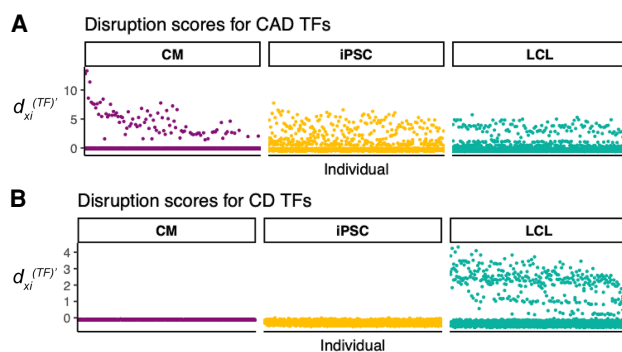 A
Disruption scores for CAD TFs
CM iPSC LCL
d_xi^(TF)'
10
5
0
Individual
B
Disruption scores for CD TFs
CM iPSC LCL
d_xi^(TF)'
4
3
2
1
0
Individual